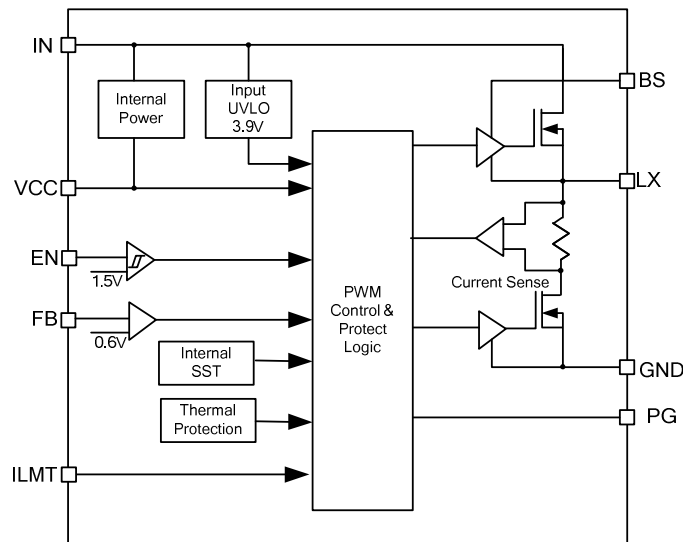 IN
BS
Internal
Power
Input
UVLO
3.9V
VCC
LX
EN
1.5V
Current Sense
FB
0.6V
PWM
Control &
Protect
Logic
Internal
SST
GND
Thermal
Protection
PG
ILMT